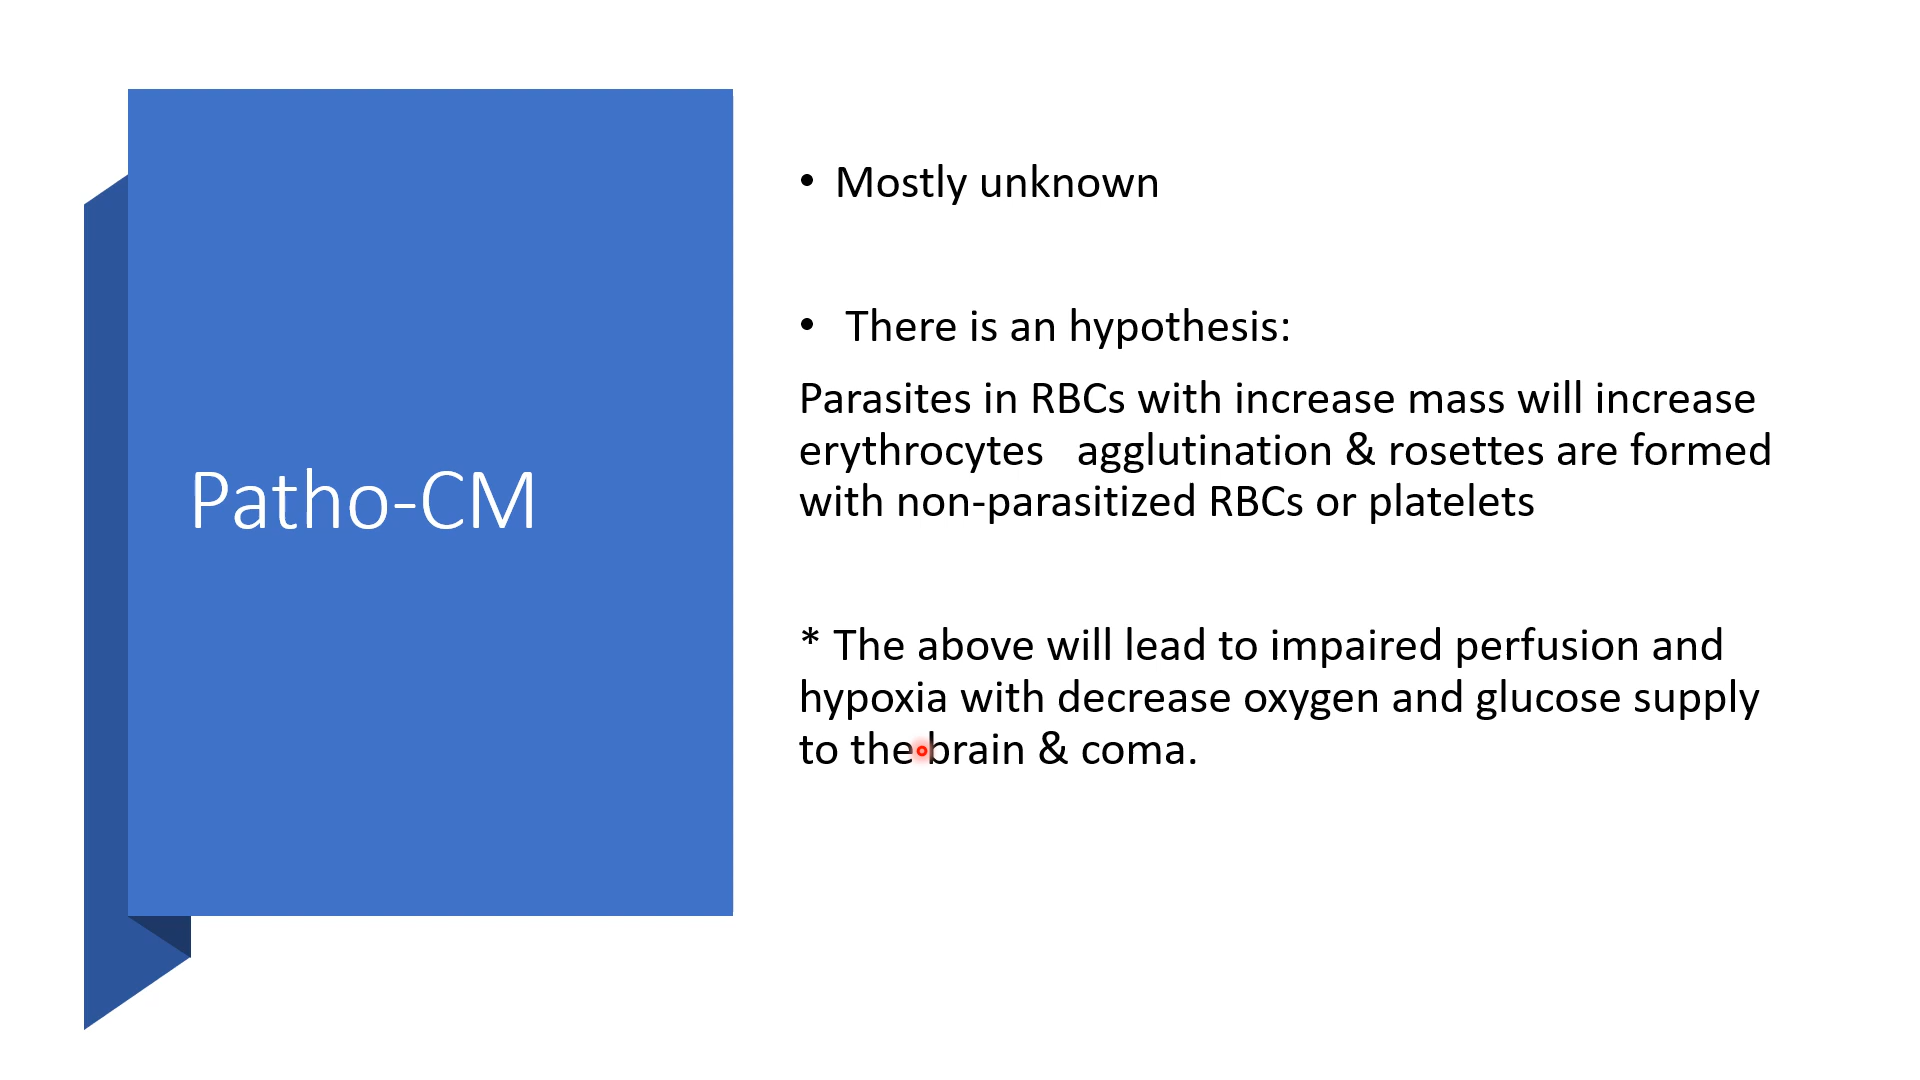 Patho-CM
• Mostly unknown
• There is an hypothesis:
Parasites in RBCs with increase mass will increase
erythrocytes agglutination & rosettes are formed
with non-parasitized RBCs or platelets
* The above will lead to impaired perfusion and
hypoxia with decrease oxygen and glucose supply
to the brain & coma.